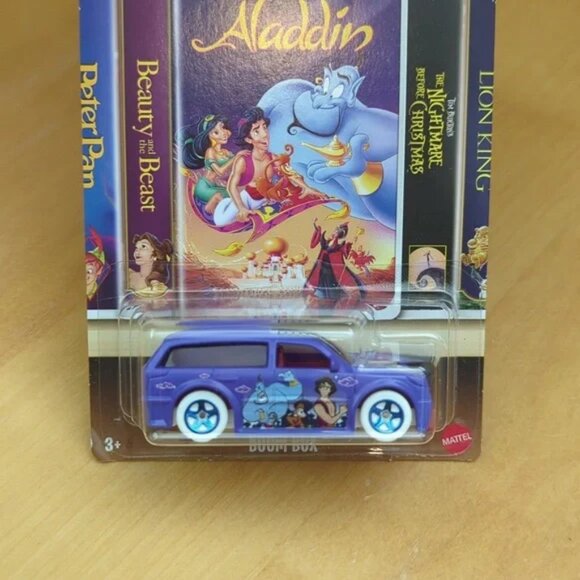 Aladdin
Peter Pan
Beauty and the Beast
TIM BURTON'S
THE NIGHTMARE
BEFORE CHRISTMAS
LION KING
3+
BOOM BOX
MATTEL